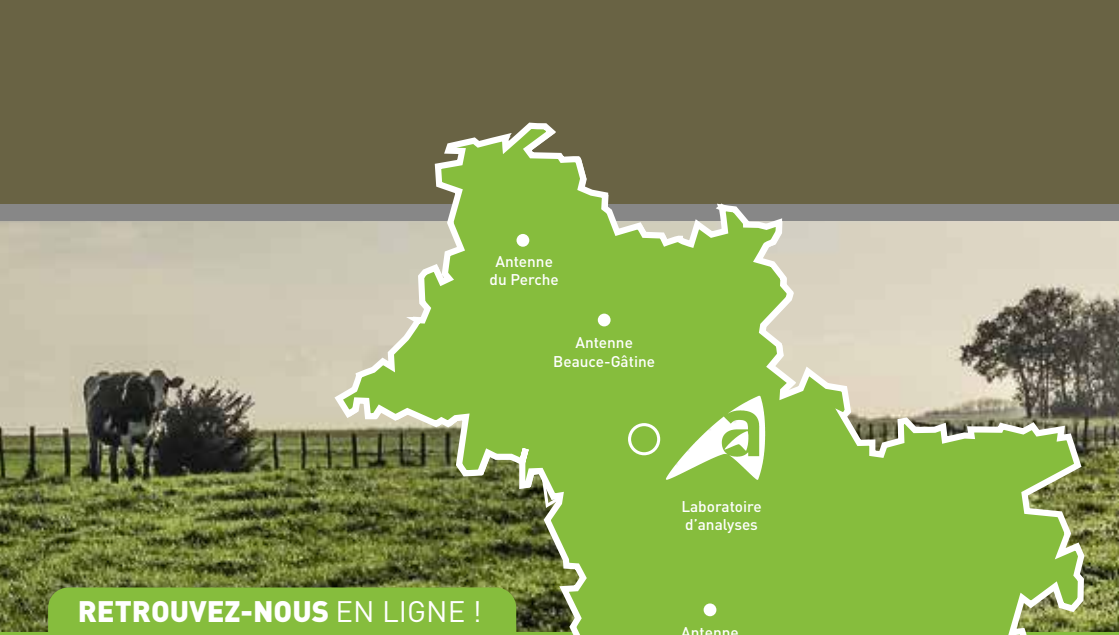 Antenne
du Perche
Antenne
Beauce-Gâtine
a
Laboratoire
d'analyses
Antenne
RETROUVEZ-NOUS EN LIGNE !